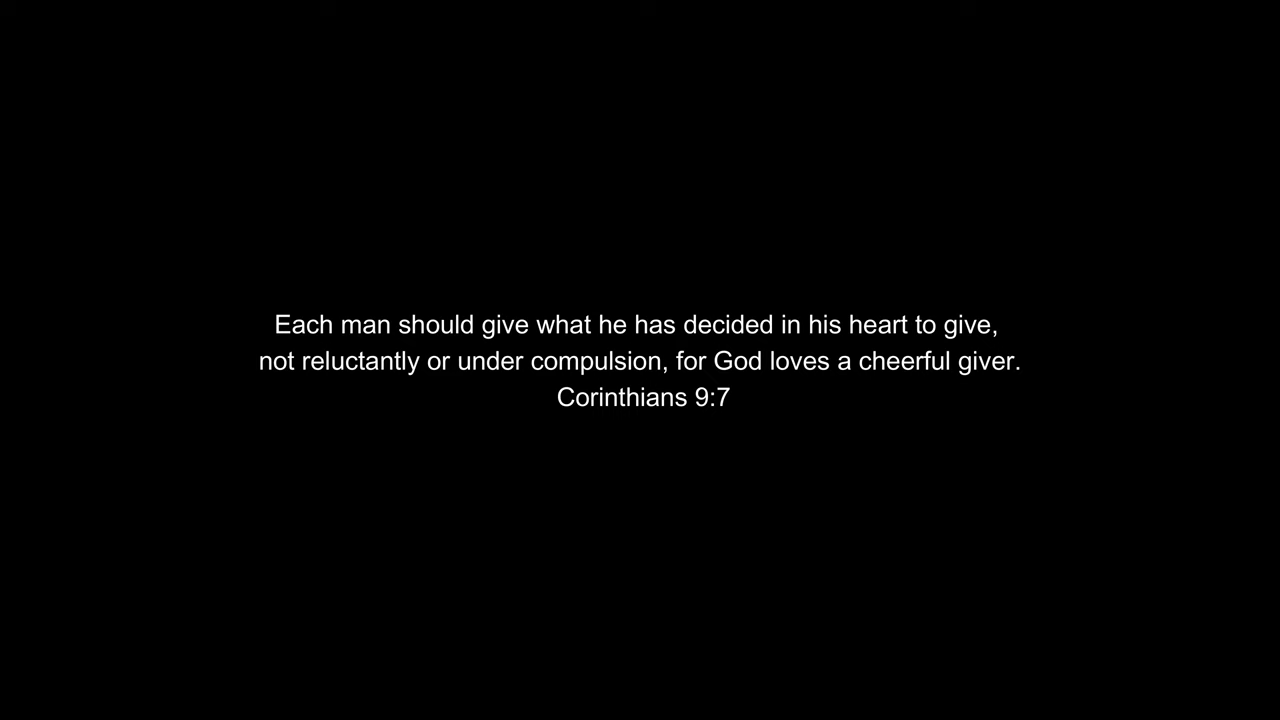 Each man should give what he has decided in his heart to give,
not reluctantly or under compulsion, for God loves a cheerful giver.
Corinthians 9:7